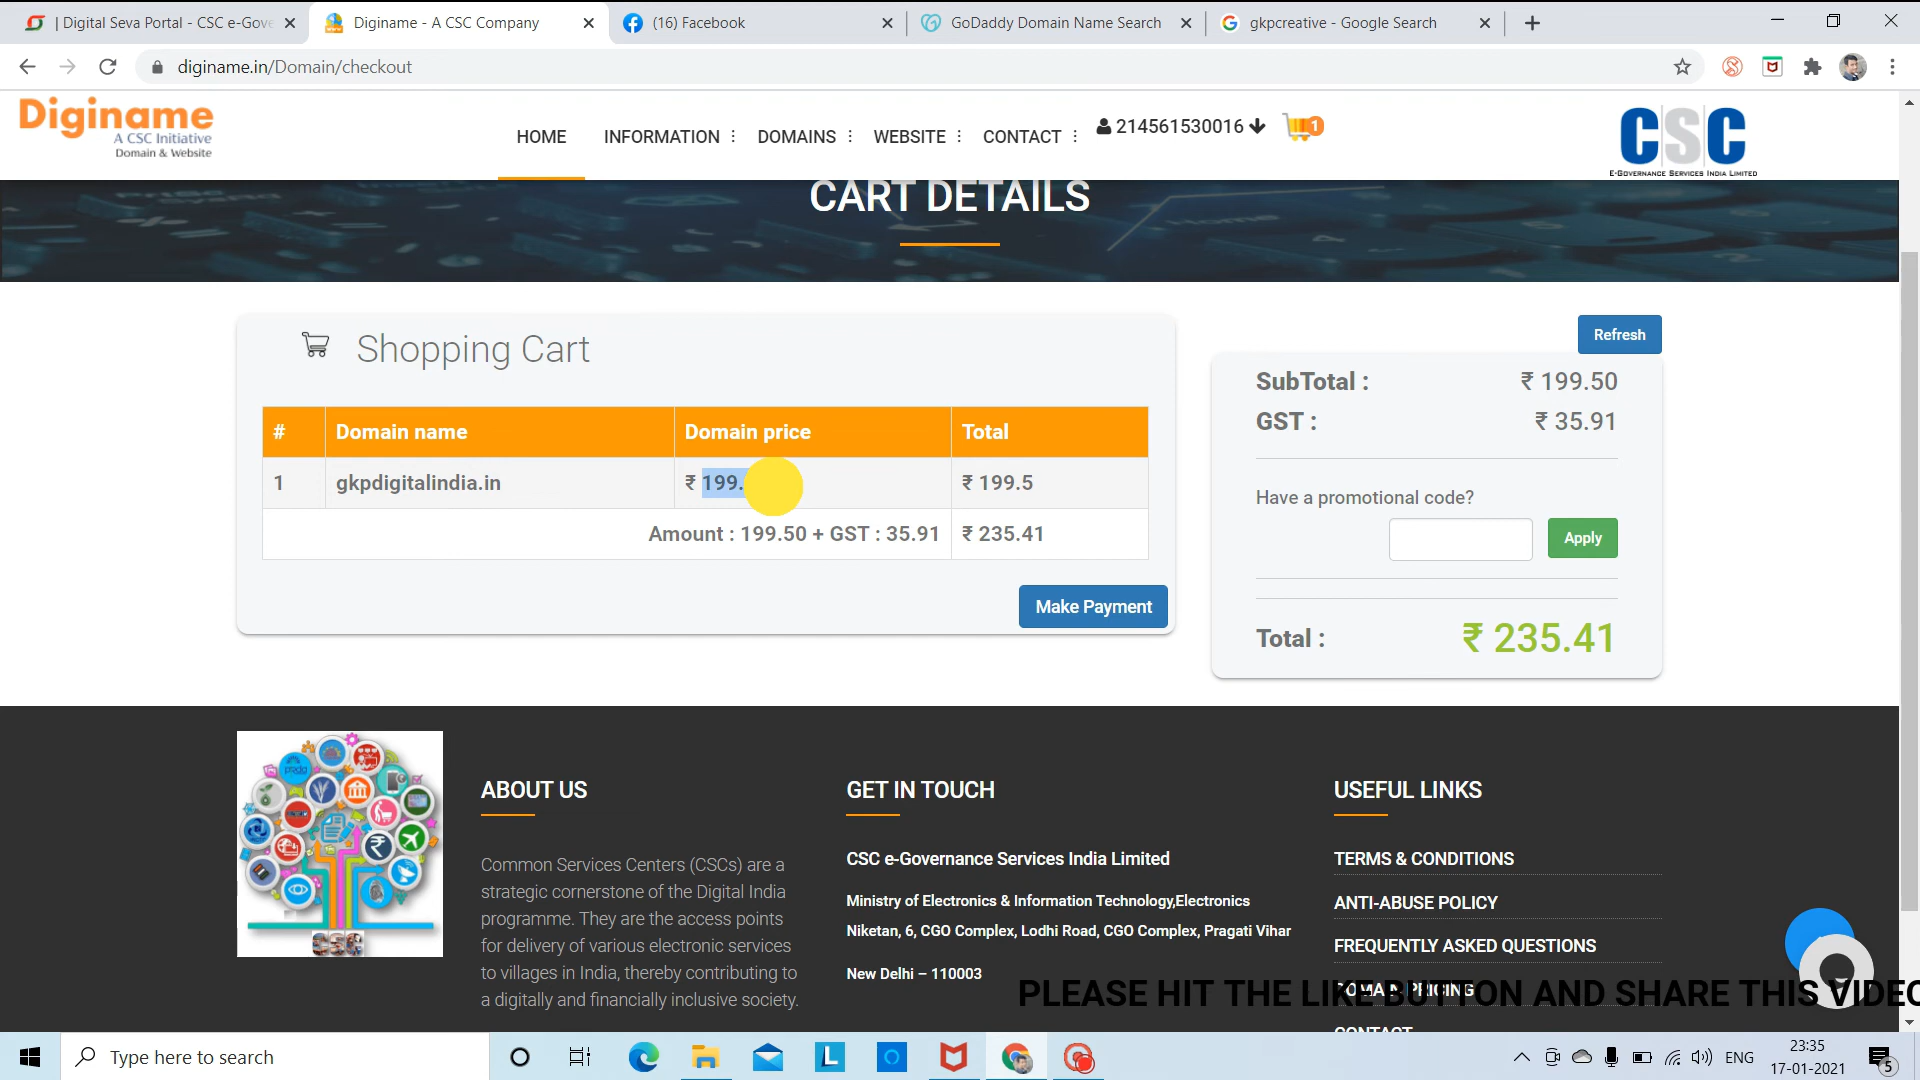 | Digital Seva Portal - CSC e-Gove
Diginame - A CSC Company
(16) Facebook
GoDaddy Domain Name Search
gkpcreative - Google Search
diginame.in/Domain/checkout
Diginame
A CSC Initiative
Domain & Website
HOME
INFORMATION
DOMAINS
WEBSITE
CONTACT
214561530016
1
CSC
E-Governance Services India Limited
CART DETAILS
Shopping Cart
# Domain name Domain price Total
1 gkpdigitalindia.in ₹ 199. ₹ 199.5
Amount : 199.50 + GST : 35.91 ₹ 235.41
Make Payment
Refresh
SubTotal : ₹ 199.50
GST : ₹ 35.91
Have a promotional code?
Apply
Total : ₹ 235.41
ABOUT US
Common Services Centers (CSCs) are a
strategic cornerstone of the Digital India
programme. They are the access points
for delivery of various electronic services
to villages in India, thereby contributing to
a digitally and financially inclusive society.
GET IN TOUCH
CSC e-Governance Services India Limited
Ministry of Electronics & Information Technology,Electronics
Niketan, 6, CGO Complex, Lodhi Road, CGO Complex, Pragati Vihar
New Delhi – 110003
USEFUL LINKS
TERMS & CONDITIONS
ANTI-ABUSE POLICY
FREQUENTLY ASKED QUESTIONS
DOMAIN PRICING
CONTACT
PLEASE HIT THE LIKE BUTTON AND SHARE THIS VIDEO
Type here to search
ENG
23:35
17-01-2021
5